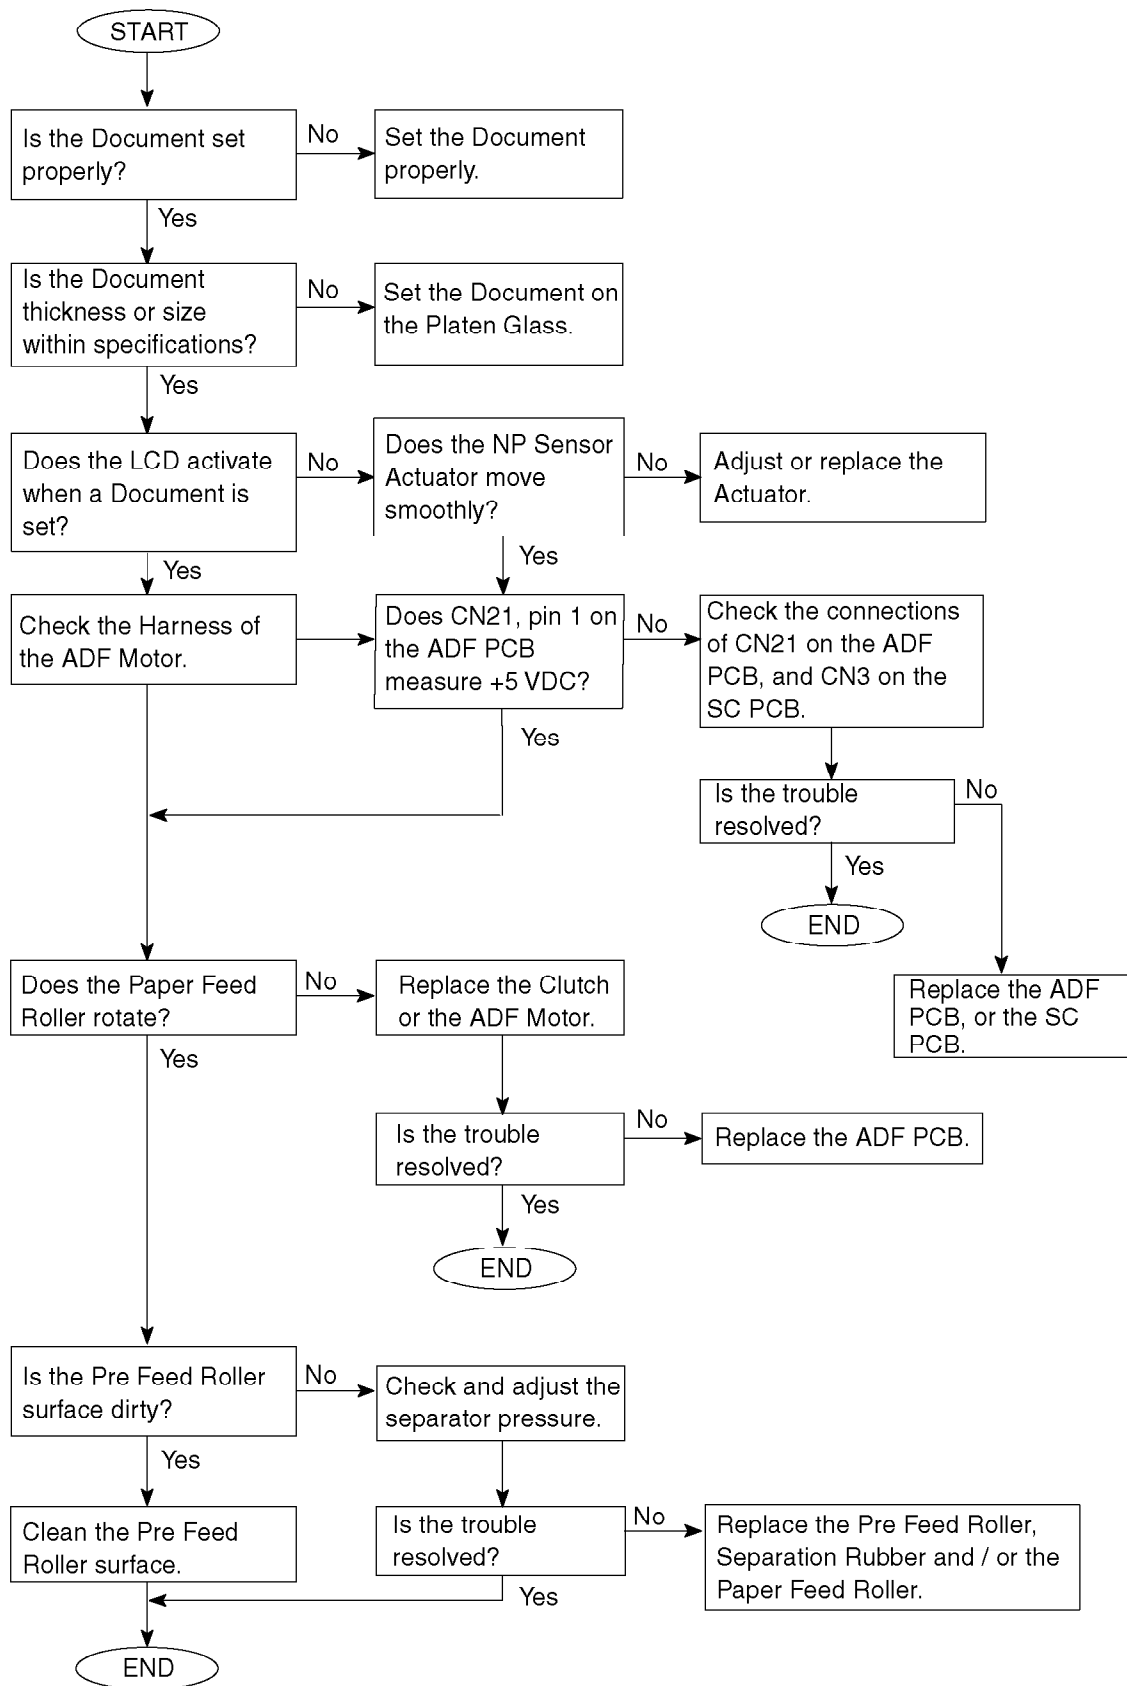 START
Is the Document set
properly?
No
Set the Document
properly.
Yes
Is the Document
thickness or size
within specifications?
No
Set the Document on
the Platen Glass.
Yes
Does the LCD activate
when a Document is
set?
No
Does the NP Sensor
Actuator move
smoothly?
No
Adjust or replace the
Actuator.
Yes
Yes
Check the Harness of
the ADF Motor.
Does CN21, pin 1 on
the ADF PCB
measure +5 VDC?
No
Check the connections
of CN21 on the ADF
PCB, and CN3 on the
SC PCB.
Yes
Is the trouble
resolved?
No
Yes
END
Replace the ADF
PCB, or the SC
PCB.
Does the Paper Feed
Roller rotate?
No
Replace the Clutch
or the ADF Motor.
Yes
Is the trouble
resolved?
No
Replace the ADF PCB.
Yes
END
Is the Pre Feed Roller
surface dirty?
No
Check and adjust the
separator pressure.
Yes
Clean the Pre Feed
Roller surface.
Is the trouble
resolved?
No
Replace the Pre Feed Roller,
Separation Rubber and / or the
Paper Feed Roller.
Yes
END